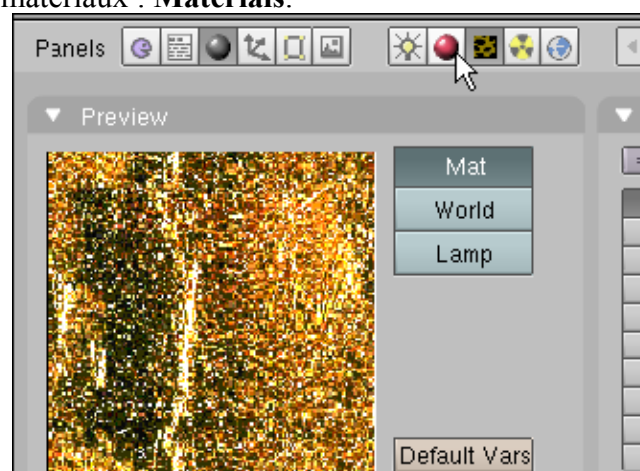 matériaux : Materials.
Panels
Preview
Mat
World
Lamp
Default Vars